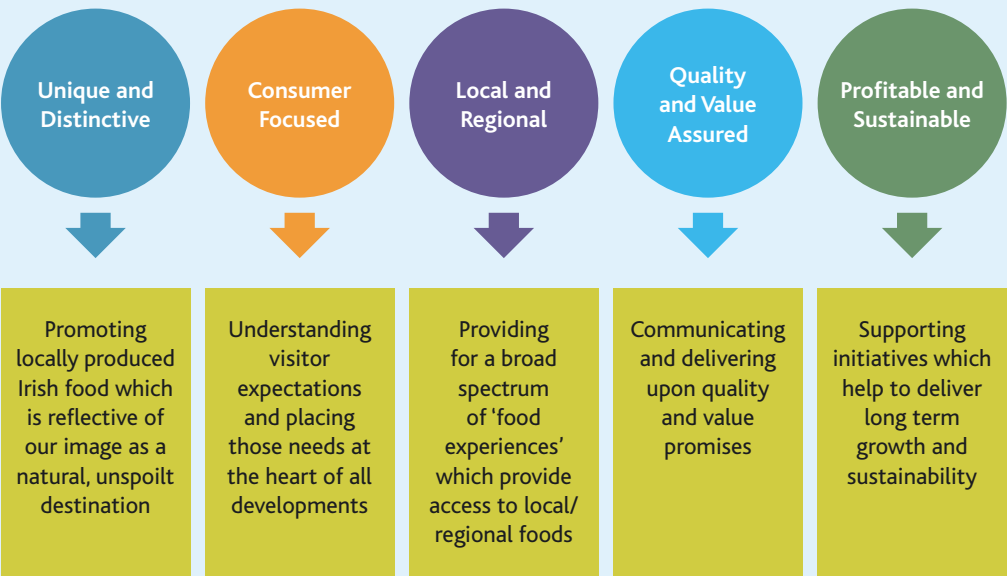 Unique and
Distinctive
Consumer
Focused
Local and
Regional
Quality
and Value
Assured
Profitable and
Sustainable
Promoting
locally produced
Irish food which
is reflective of
our image as a
natural, unspoilt
destination
Understanding
visitor
expectations
and placing
those needs at
the heart of all
developments
Providing
for a broad
spectrum
of ‘food
experiences’
which provide
access to local/
regional foods
Communicating
and delivering
upon quality
and value
promises
Supporting
initiatives which
help to deliver
long term
growth and
sustainability